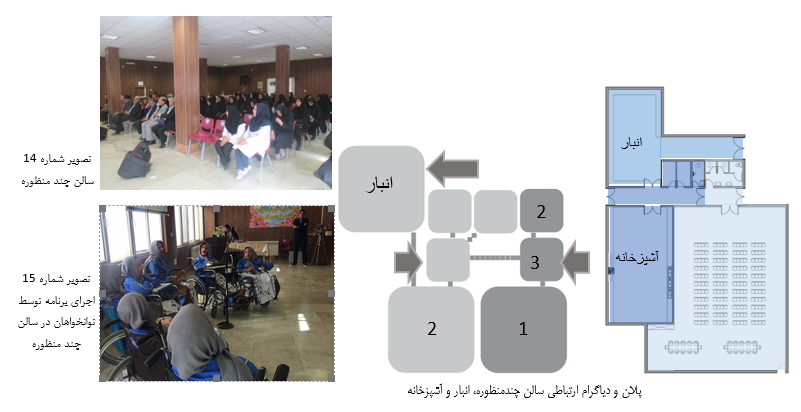 تصویر شماره 14
سالن چند منظوره
تصویر شماره 15
اجرای برنامه توسط
توانخواهان در سالن
چند منظوره
انبار
2
3
2
1
انبار
آشپزخانه
پلان و دیاگرام ارتباطی سالن چندمنظوره، انبار و آشپزخانه